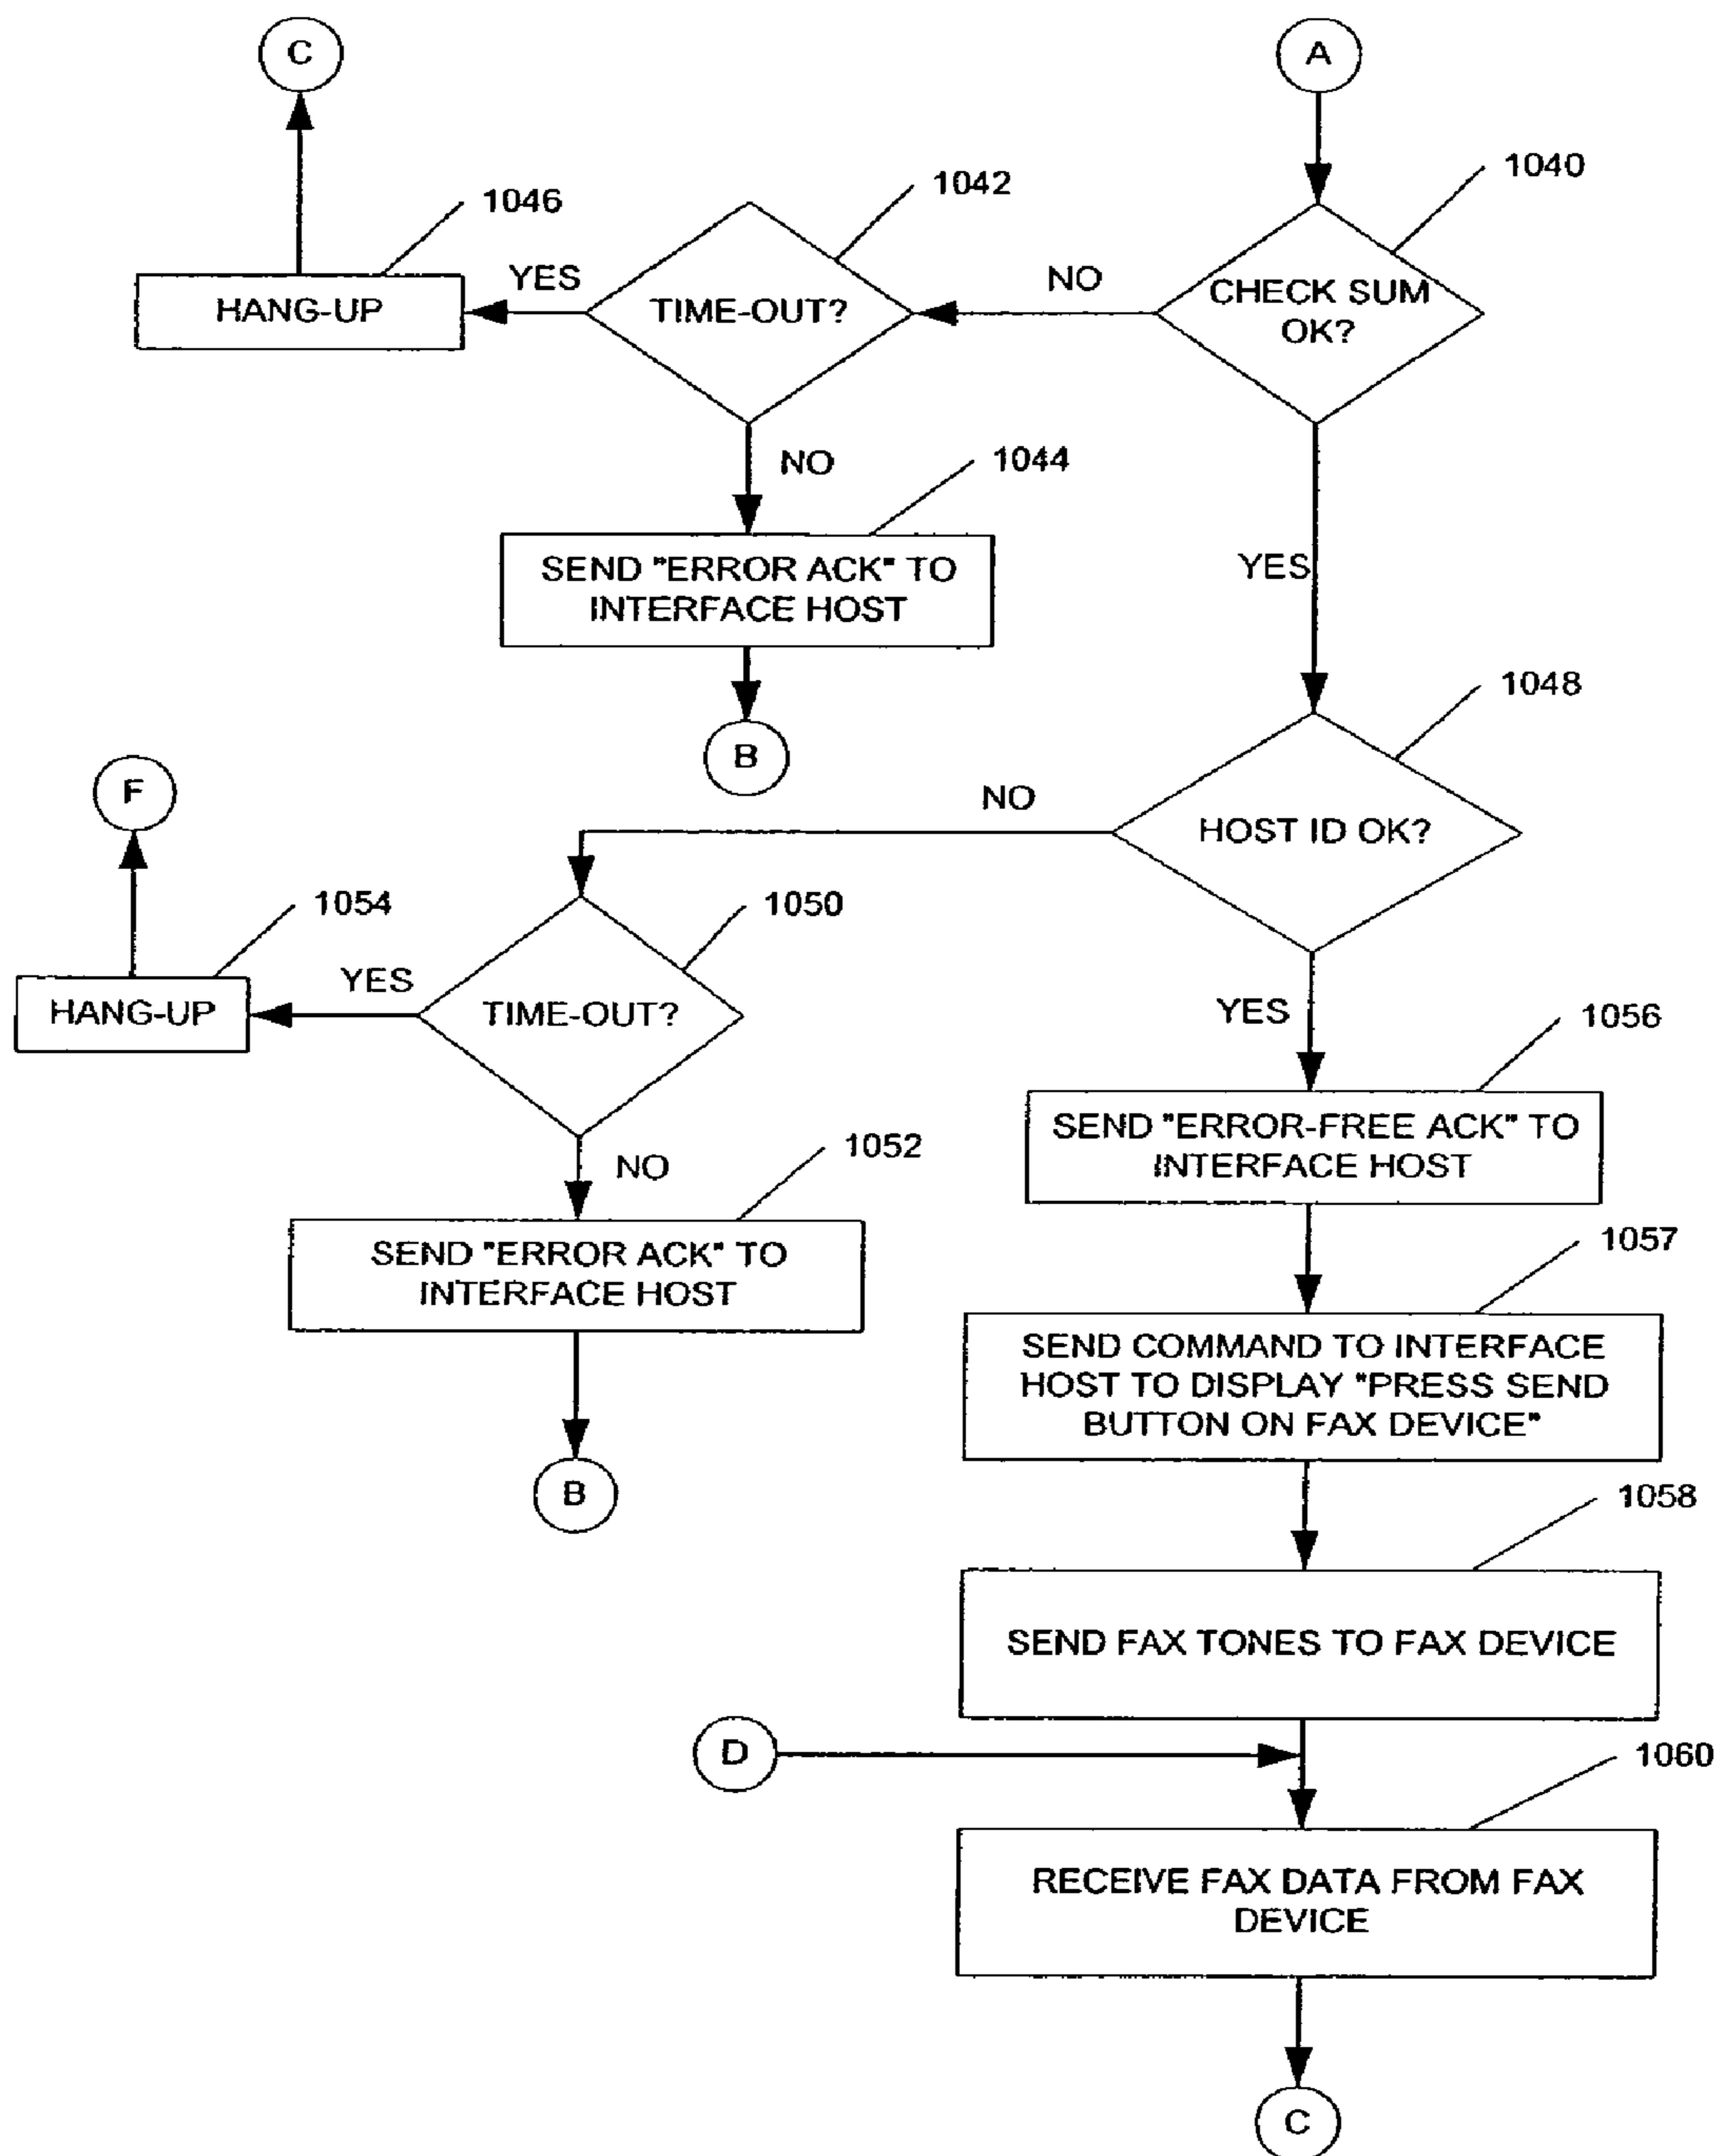 C
A
1040
1042
1046
YES
NO
CHECK SUM
OK?
HANG-UP
TIME-OUT?
NO
1044
SEND "ERROR ACK" TO
INTERFACE HOST
YES
1048
B
F
NO
HOST ID OK?
1054
1050
YES
HANG-UP
TIME-OUT?
YES
1056
SEND "ERROR-FREE ACK" TO
INTERFACE HOST
NO
1052
SEND "ERROR ACK" TO
INTERFACE HOST
1057
SEND COMMAND TO INTERFACE
HOST TO DISPLAY "PRESS SEND
BUTTON ON FAX DEVICE"
B
1058
SEND FAX TONES TO FAX DEVICE
D
1060
RECEIVE FAX DATA FROM FAX
DEVICE
C